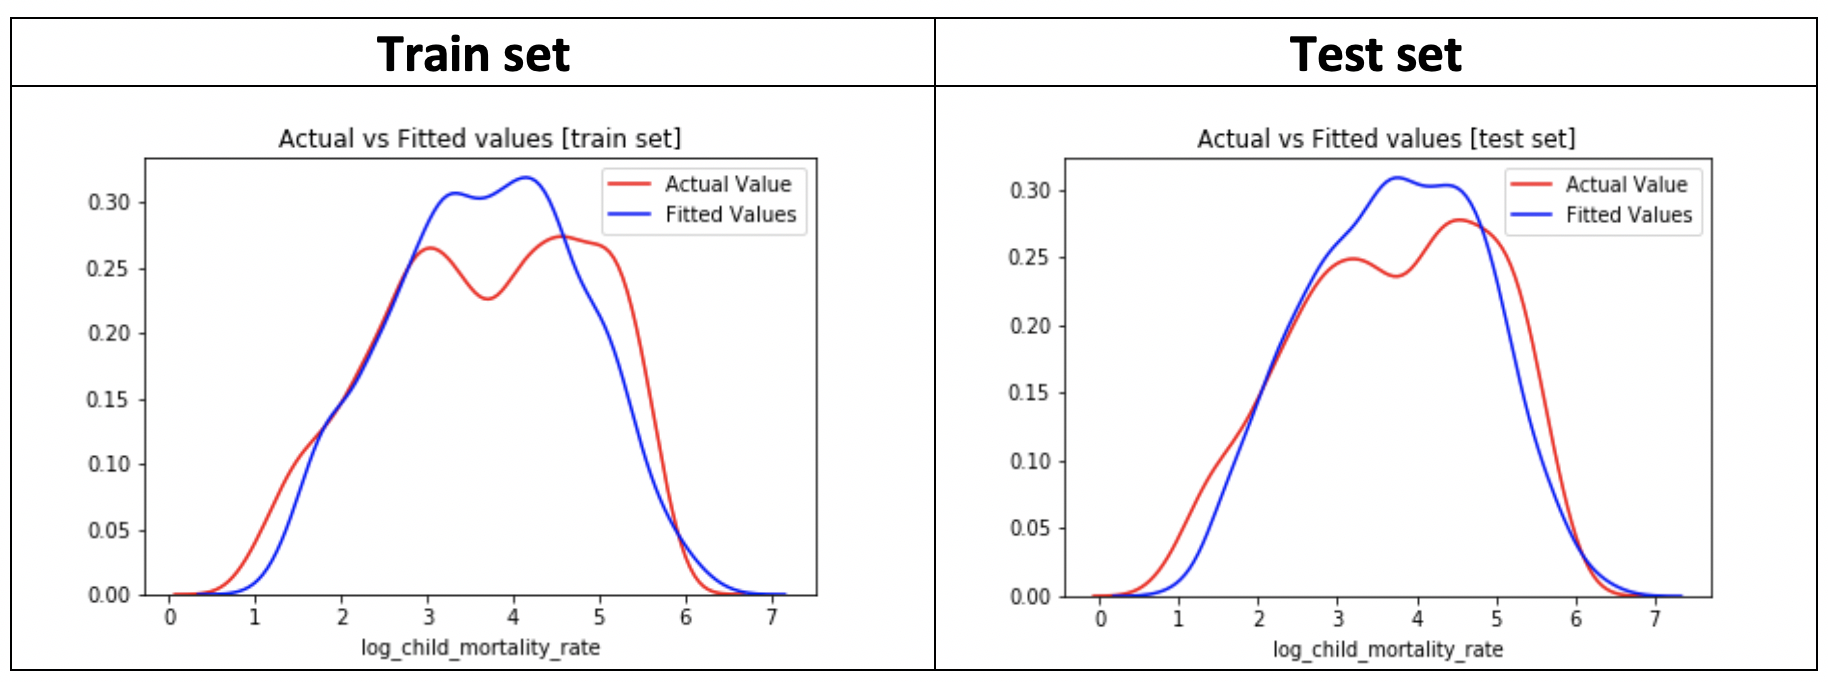 Train set
Test set
Actual vs Fitted values [train set]
Actual Value
Fitted Values
0.30
0.25
0.20
0.15
0.10
0.05
0.00
0 1 2 3 4 5 6 7
log_child_mortality_rate
Actual vs Fitted values [test set]
Actual Value
Fitted Values
0.30
0.25
0.20
0.15
0.10
0.05
0.00
0 1 2 3 4 5 6 7
log_child_mortality_rate